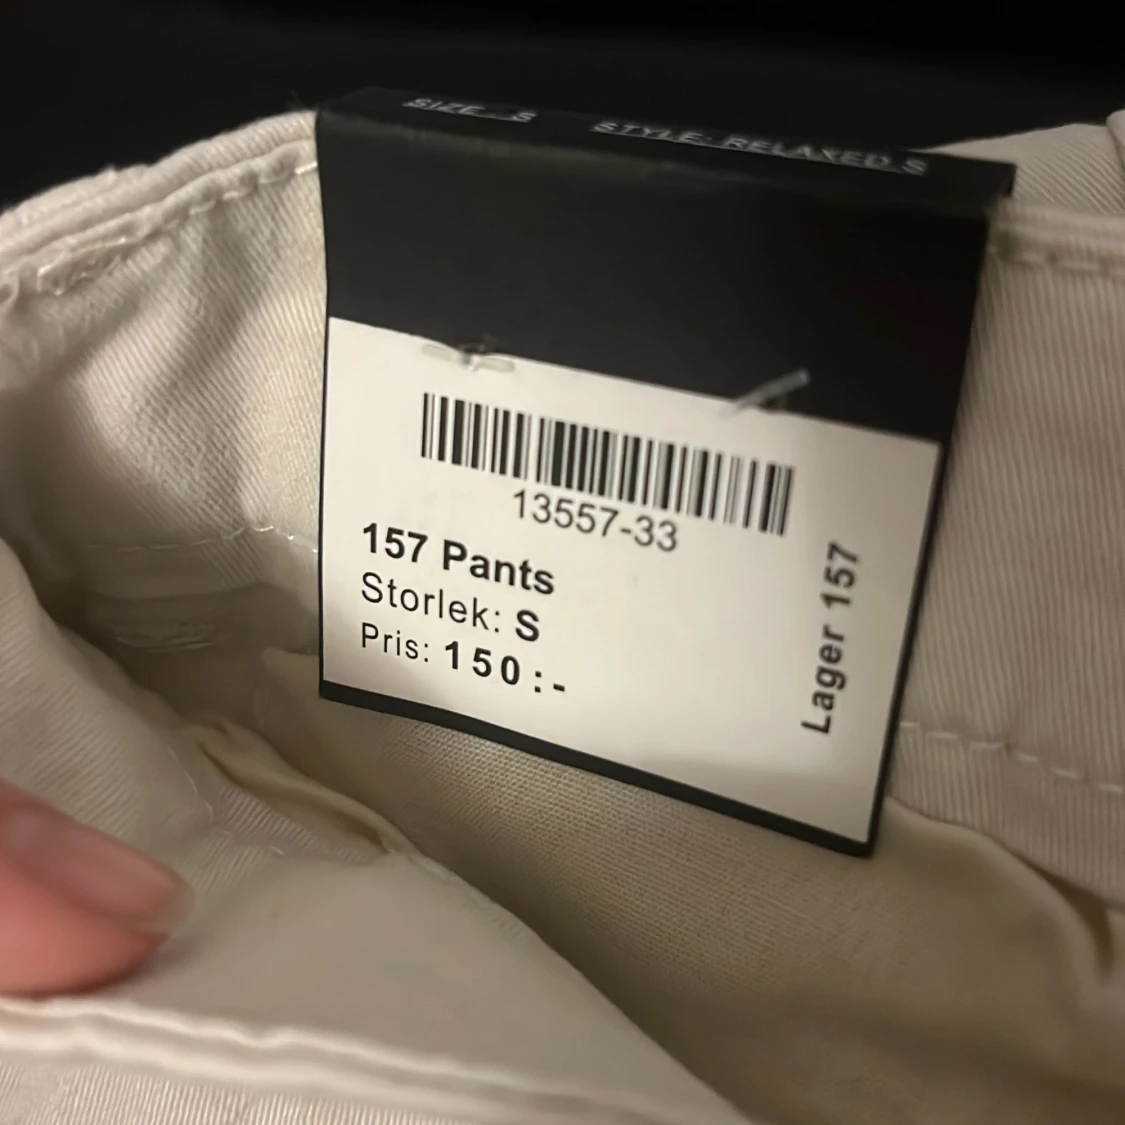 SIZE: S STYLE: RELAXED S
13557-33
157 Pants
Storlek: S
Pris: 150:-
Lager 157